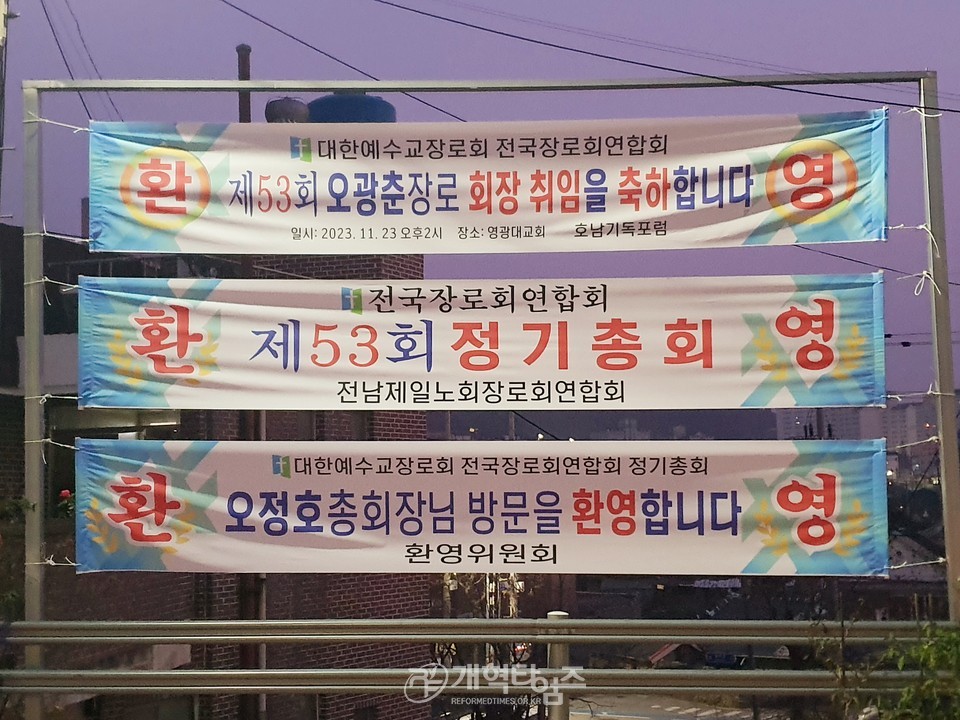 대한예수교장로회 전국장로회연합회
환 제53회 오광춘장로 회장 취임을 축하합니다 영
일시: 2023. 11. 23 오후2시 장소: 영광대교회 호남기독포럼
전국장로회연합회
환 제53회 정기총회 영
전남제일노회장로회연합회
대한예수교장로회 전국장로회연합회 정기총회
환 오정호총회장님 방문을 환영합니다 영
환영위원회
개혁타임즈
REFORMEDTIMES.OR.KR